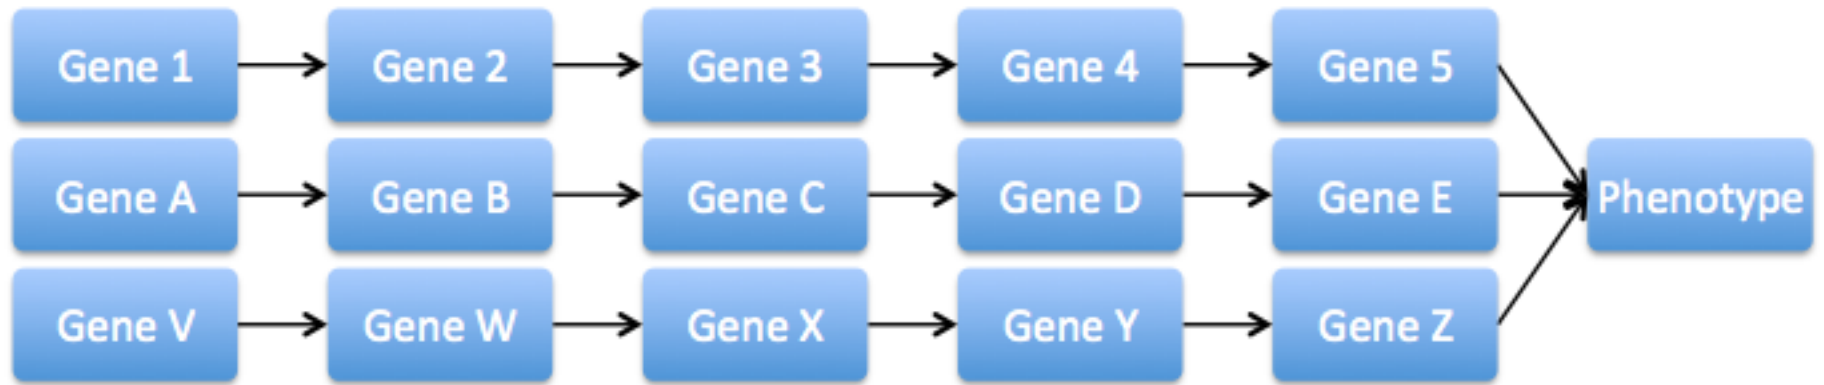 Gene 1 Gene 2 Gene 3 Gene 4 Gene 5
Gene A Gene B Gene C Gene D Gene E Phenotype
Gene V Gene W Gene X Gene Y Gene Z